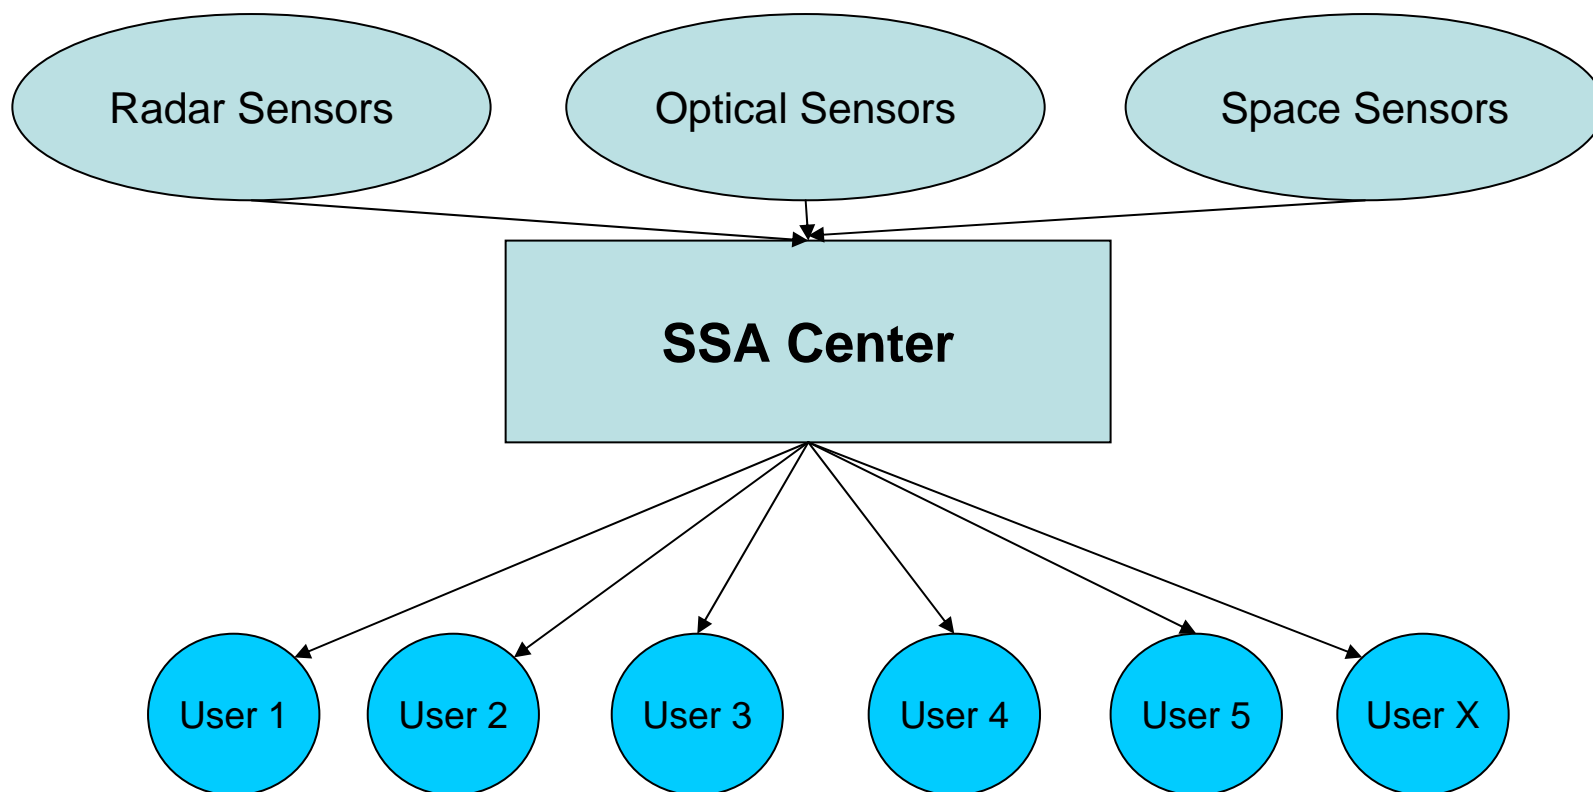 Radar Sensors
Optical Sensors
Space Sensors
SSA Center
User 1
User 2
User 3
User 4
User 5
User X